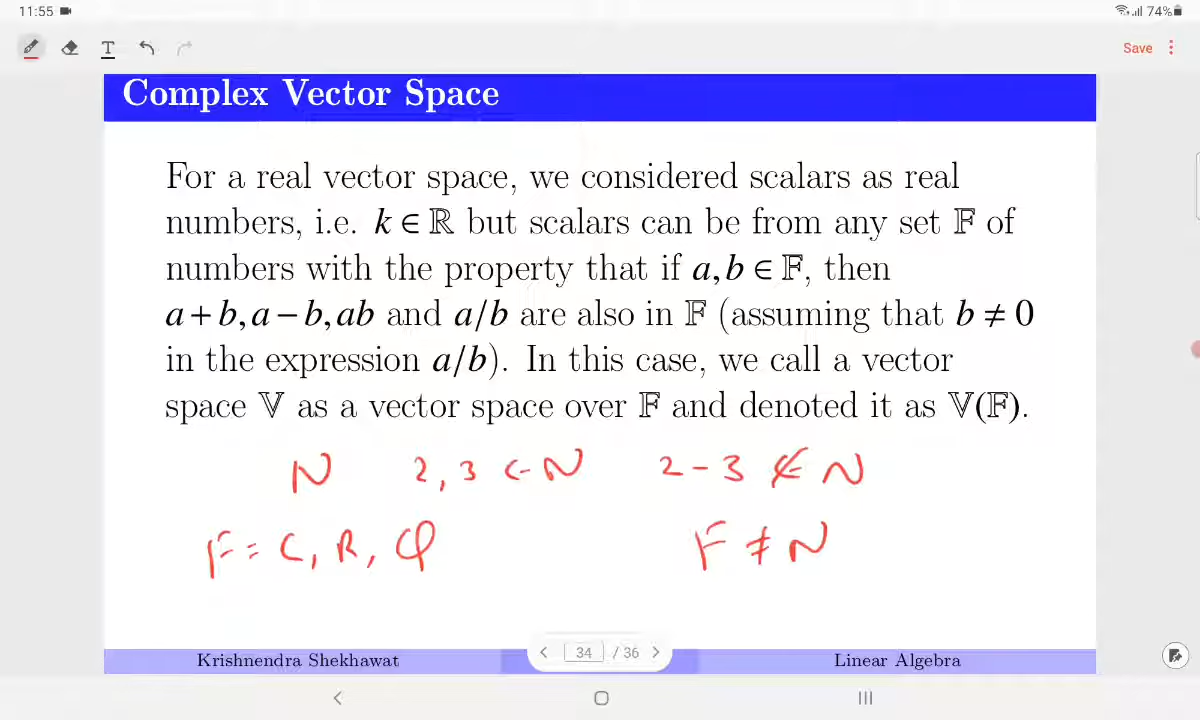 11:55 74%
T Save
Complex Vector Space
For a real vector space, we considered scalars as real
numbers, i.e. k ∈ ℝ but scalars can be from any set 𝔽 of
numbers with the property that if a, b ∈ 𝔽, then
a + b, a − b, ab and a/b are also in 𝔽 (assuming that b ≠ 0
in the expression a/b). In this case, we call a vector
space 𝕍 as a vector space over 𝔽 and denoted it as 𝕍(𝔽).
N 2, 3 ∈ N 2 - 3 ∉ N
F = C, R, Q F ≠ N
34 / 36
Krishnendra Shekhawat Linear Algebra